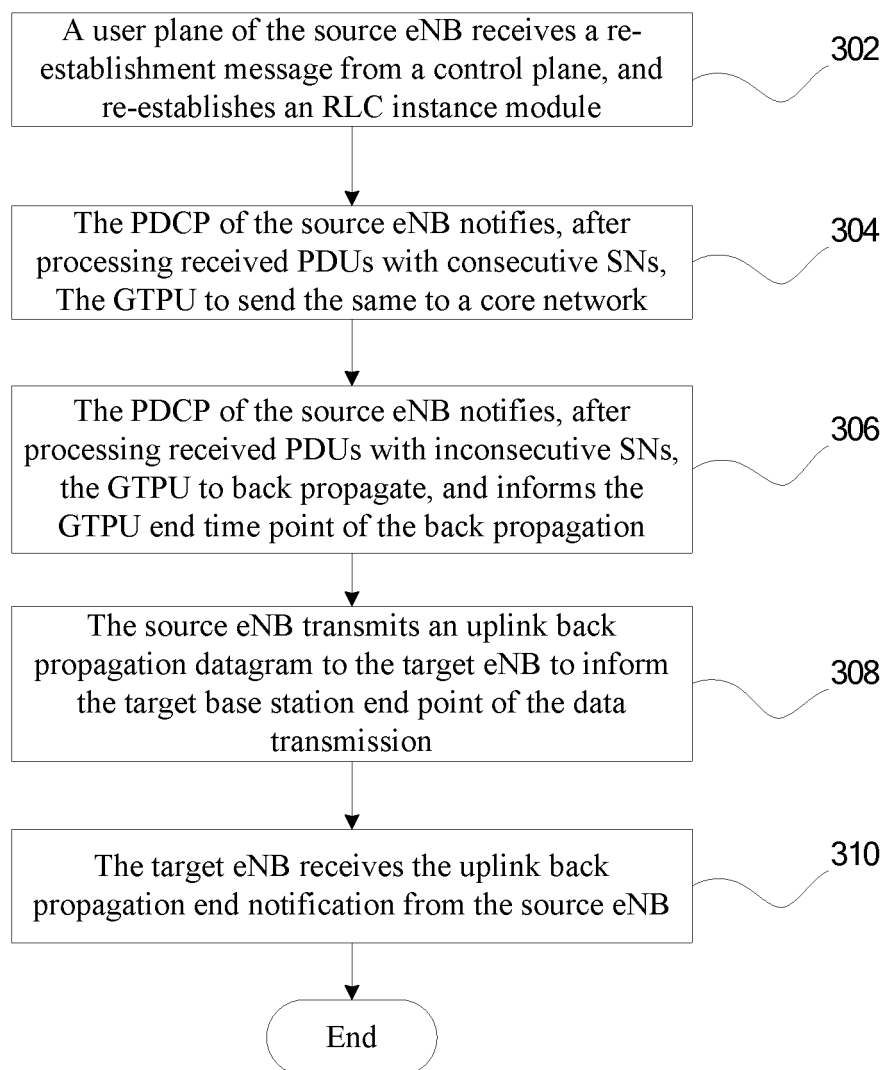 A user plane of the source eNB receives a re-
establishment message from a control plane, and
re-establishes an RLC instance module
302
The PDCP of the source eNB notifies, after
processing received PDUs with consecutive SNs,
The GTPU to send the same to a core network
304
The PDCP of the source eNB notifies, after
processing received PDUs with inconsecutive SNs,
the GTPU to back propagate, and informs the
GTPU end time point of the back propagation
306
The source eNB transmits an uplink back
propagation datagram to the target eNB to inform
the target base station end point of the data
transmission
308
The target eNB receives the uplink back
propagation end notification from the source eNB
310
End